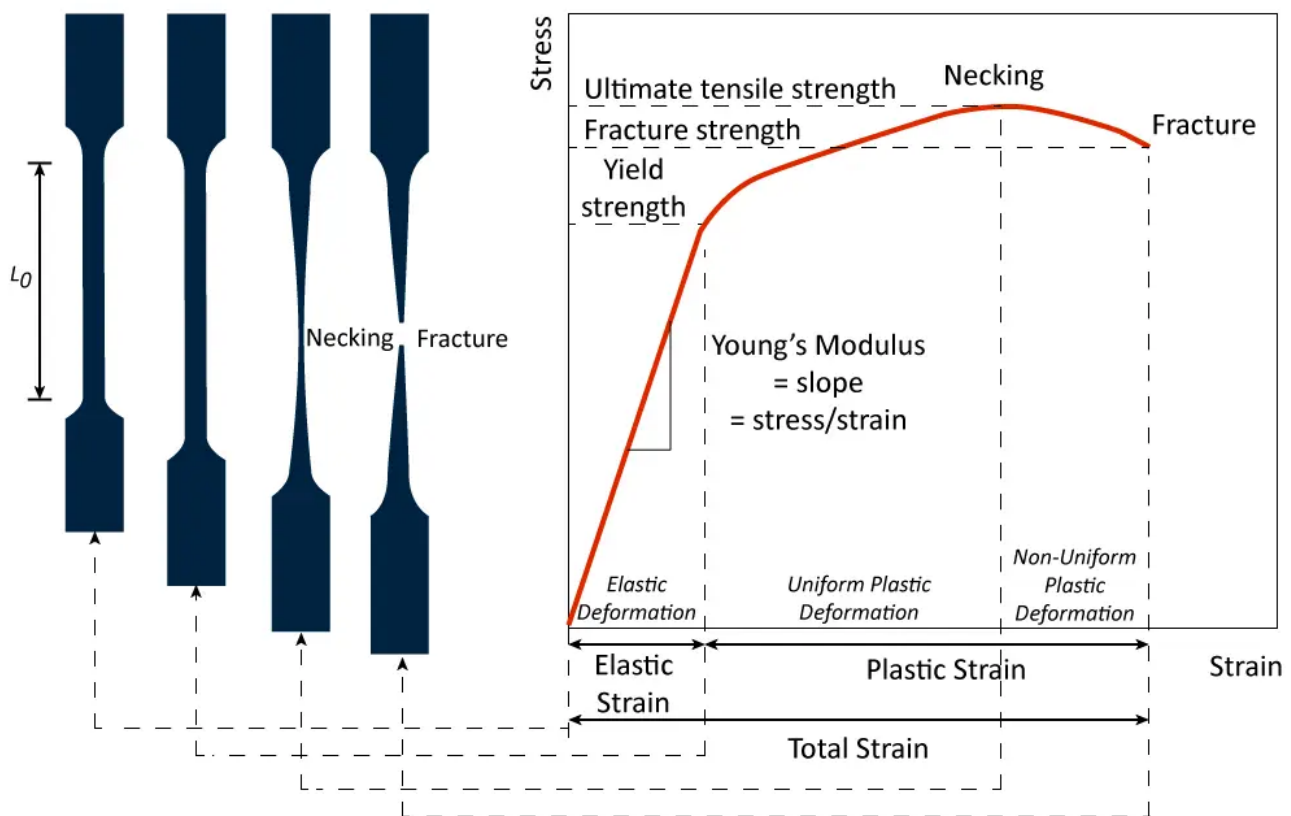 L0
Necking
Fracture
Stress
Ultimate tensile strength
Fracture strength
Yield
strength
Necking
Fracture
Young's Modulus
= slope
= stress/strain
Elastic
Deformation
Uniform Plastic
Deformation
Non-Uniform
Plastic
Deformation
Elastic
Strain
Plastic Strain
Strain
Total Strain